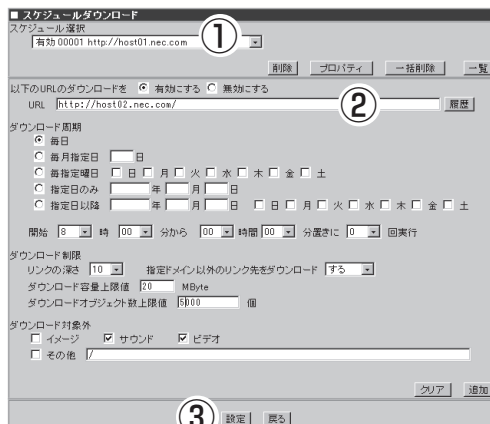 ■ スケジュールダウンロード
スケジュール選択
有効 00001 http://host01.nec.com
①
削除 プロパティ 一括削除 一覧
以下のURLのダウンロードを 有効にする 無効にする
②
URL http://host02.nec.com/ 履歴
ダウンロード周期
毎日
毎月指定日 日
毎指定曜日 日 月 火 水 木 金 土
指定日のみ 年 月 日
指定日以降 年 月 日 日 月 火 水 木 金 土
開始 8 時 00 分から 00 時間 00 分置きに 0 回実行
ダウンロード制限
リンクの深さ 10 指定ドメイン以外のリンク先をダウンロード する
ダウンロード容量上限値 20 MByte
ダウンロードオブジェクト数上限値 5000 個
ダウンロード対象外
イメージ サウンド ビデオ
その他 /
クリア 追加
③ 設定 戻る